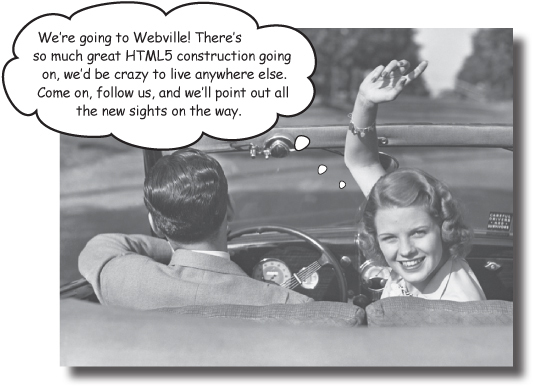 We're going to Webville! There's
so much great HTML5 construction going
on, we'd be crazy to live anywhere else.
Come on, follow us, and we'll point out all
the new sights on the way.